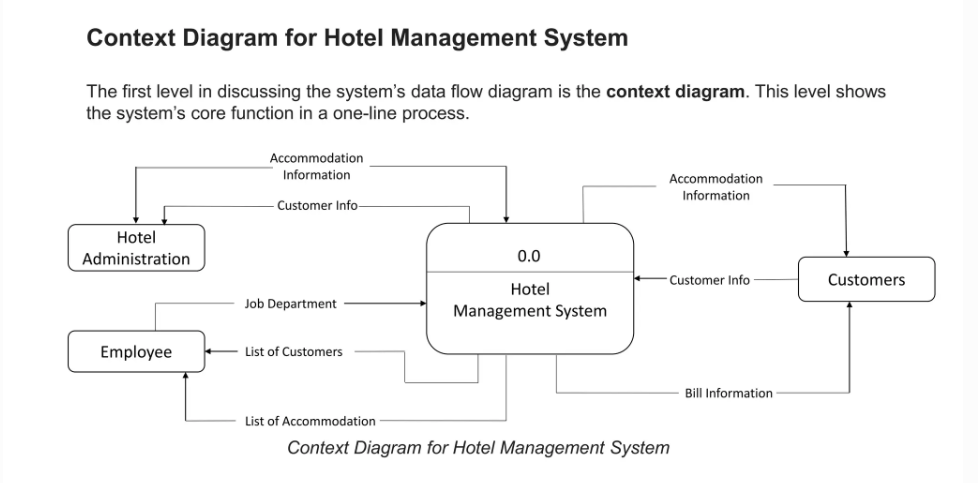 Context Diagram for Hotel Management System
The first level in discussing the system's data flow diagram is the context diagram. This level shows
the system's core function in a one-line process.
Accommodation
Information
Accommodation
Information
Customer Info
Hotel
Administration
0.0
Hotel
Management System
Customer Info
Customers
Job Department
Employee
List of Customers
Bill Information
List of Accommodation
Context Diagram for Hotel Management System